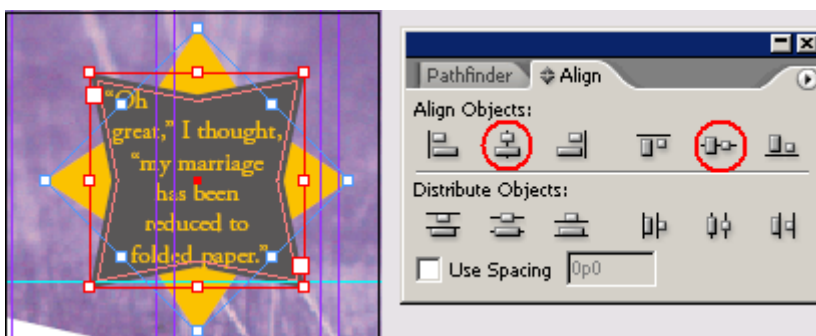 “Oh
great,” I thought,
“my marriage
has been
reduced to
folded paper.”
Pathfinder Align
Align Objects:
Distribute Objects:
Use Spacing 0p0